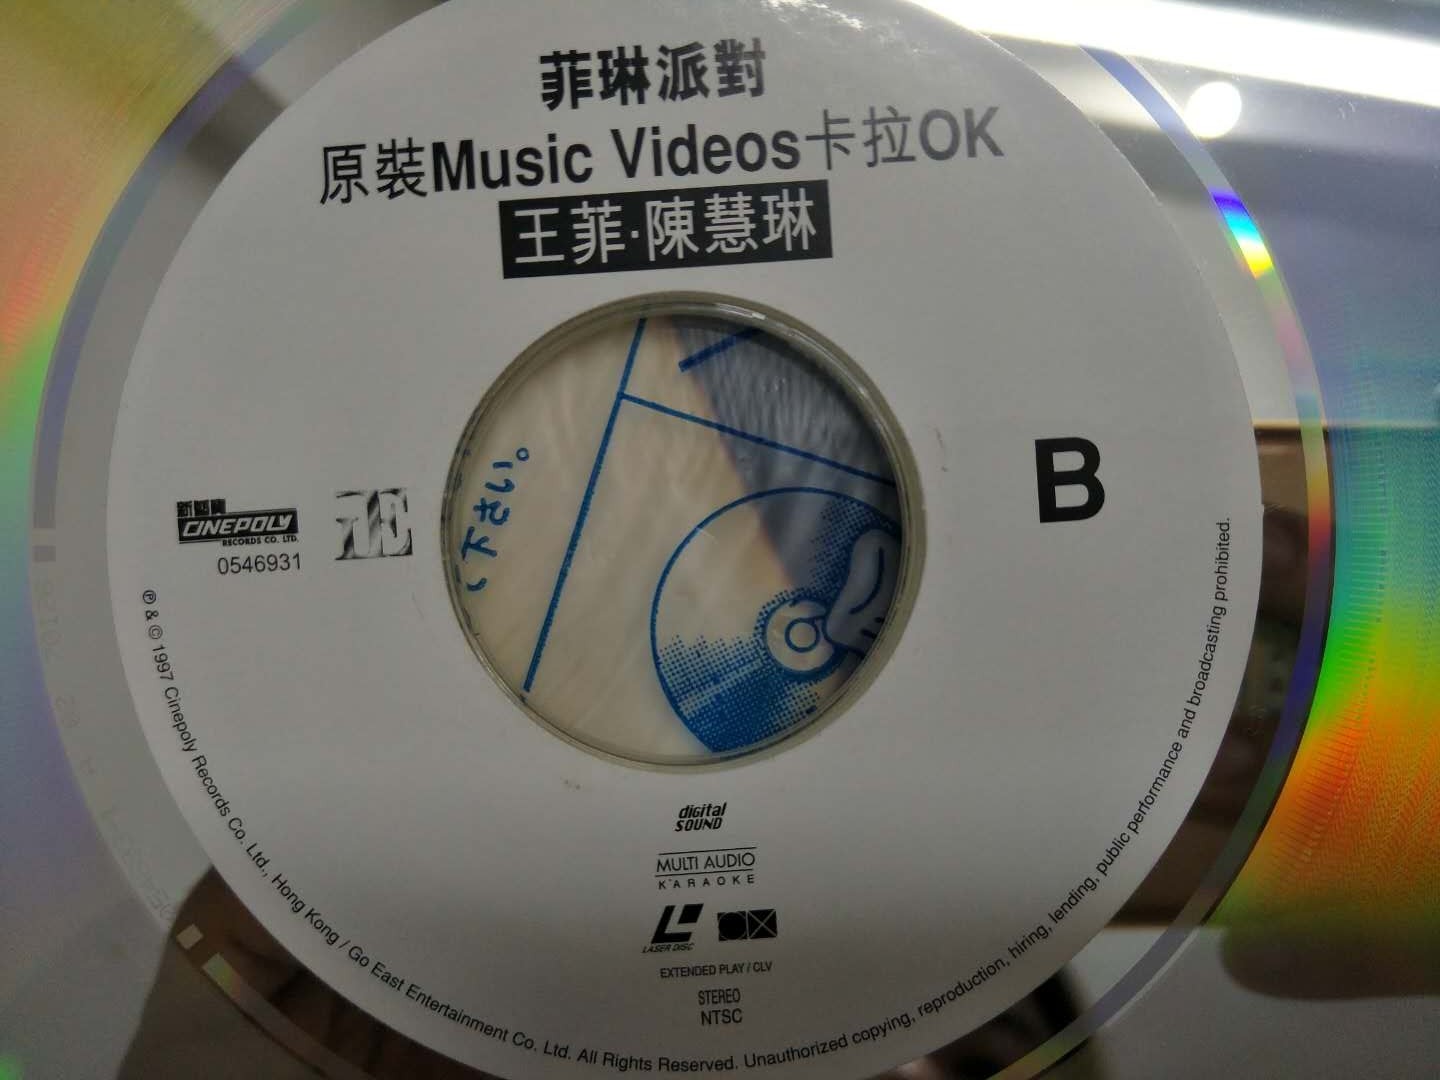 菲琳派對
原裝Music Videos卡拉OK
王菲·陳慧琳
B
新藝寶
CINEPOLY
RECORDS CO. LTD.
0546931
下さい。
digital
SOUND
MULTI AUDIO
KARAOKE
LASER DISC
EXTENDED PLAY / CLV
STEREO
NTSC
℗ & © 1997 Cinepoly Records Co. Ltd., Hong Kong / Go East Entertainment Co. Ltd. All Rights Reserved. Unauthorized copying, reproduction, hiring, lending, public performance and broadcasting prohibited.